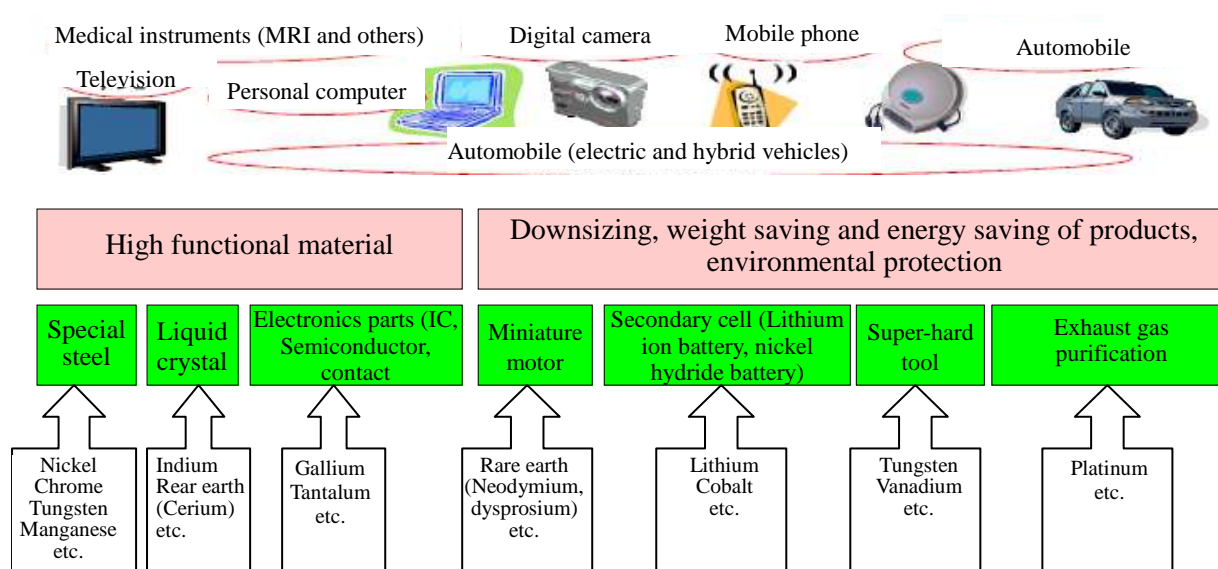 Medical instruments (MRI and others)
Digital camera
Mobile phone
Automobile
Television
Personal computer
Automobile (electric and hybrid vehicles)
High functional material
Downsizing, weight saving and energy saving of products,
environmental protection
Special
steel
Liquid
crystal
Electronics parts (IC,
Semiconductor,
contact
Miniature
motor
Secondary cell (Lithium
ion battery, nickel
hydride battery)
Super-hard
tool
Exhaust gas
purification
Nickel
Chrome
Tungsten
Manganese
etc.
Indium
Rear earth
(Cerium)
etc.
Gallium
Tantalum
etc.
Rare earth
(Neodymium,
dysprosium)
etc.
Lithium
Cobalt
etc.
Tungsten
Vanadium
etc.
Platinum
etc.